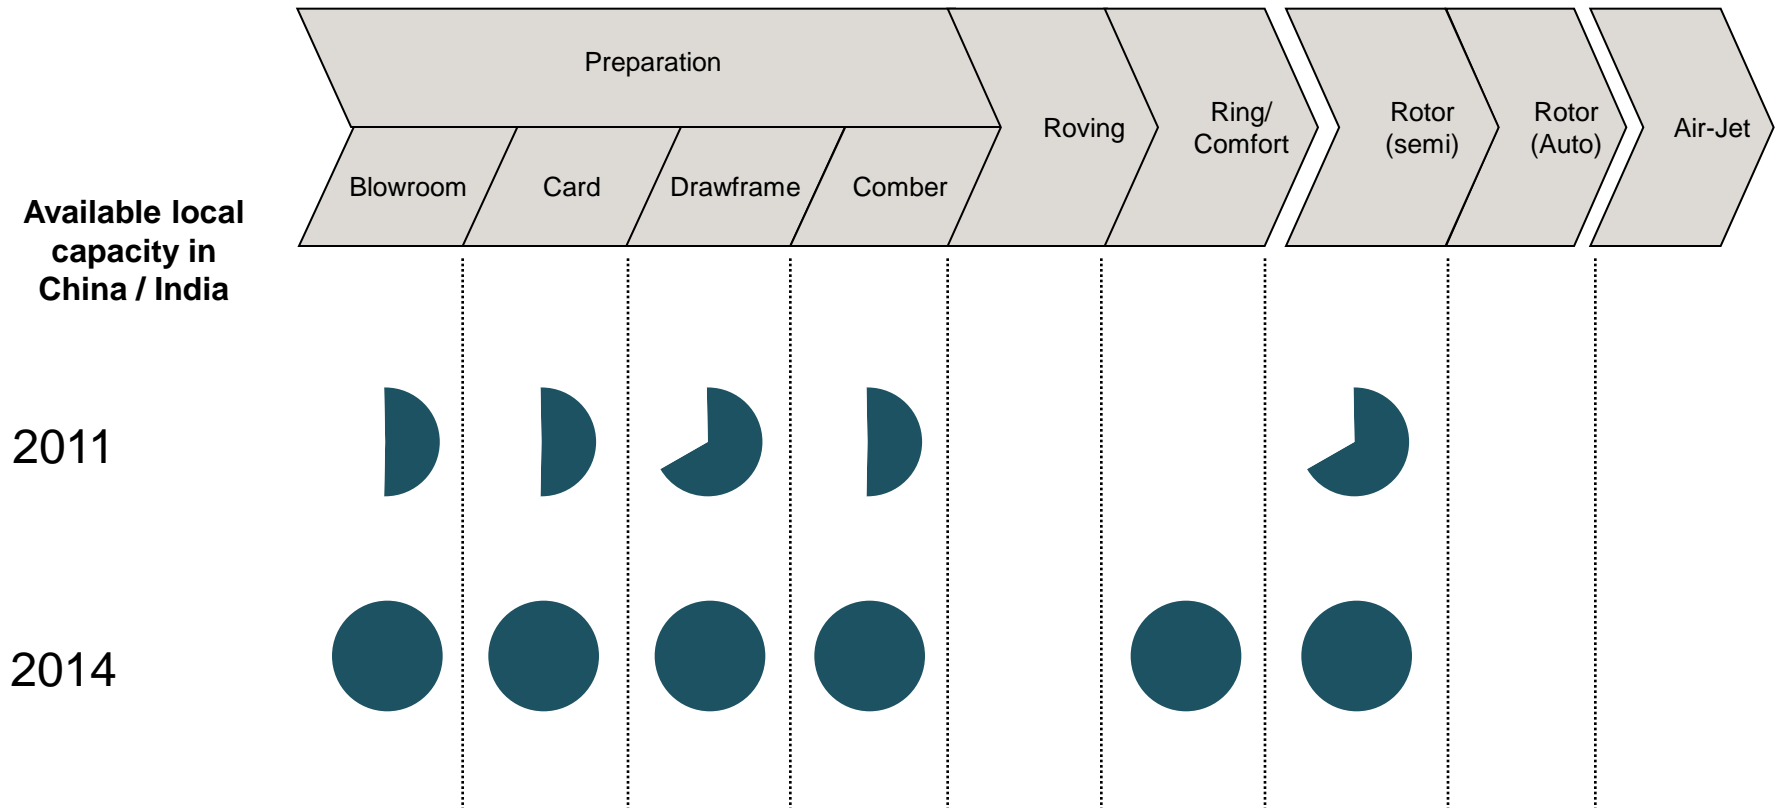 Preparation
Blowroom
Card
Drawframe
Comber
Roving
Ring/
Comfort
Rotor
(semi)
Rotor
(Auto)
Air-Jet
Available local
capacity in
China / India
2011
2014